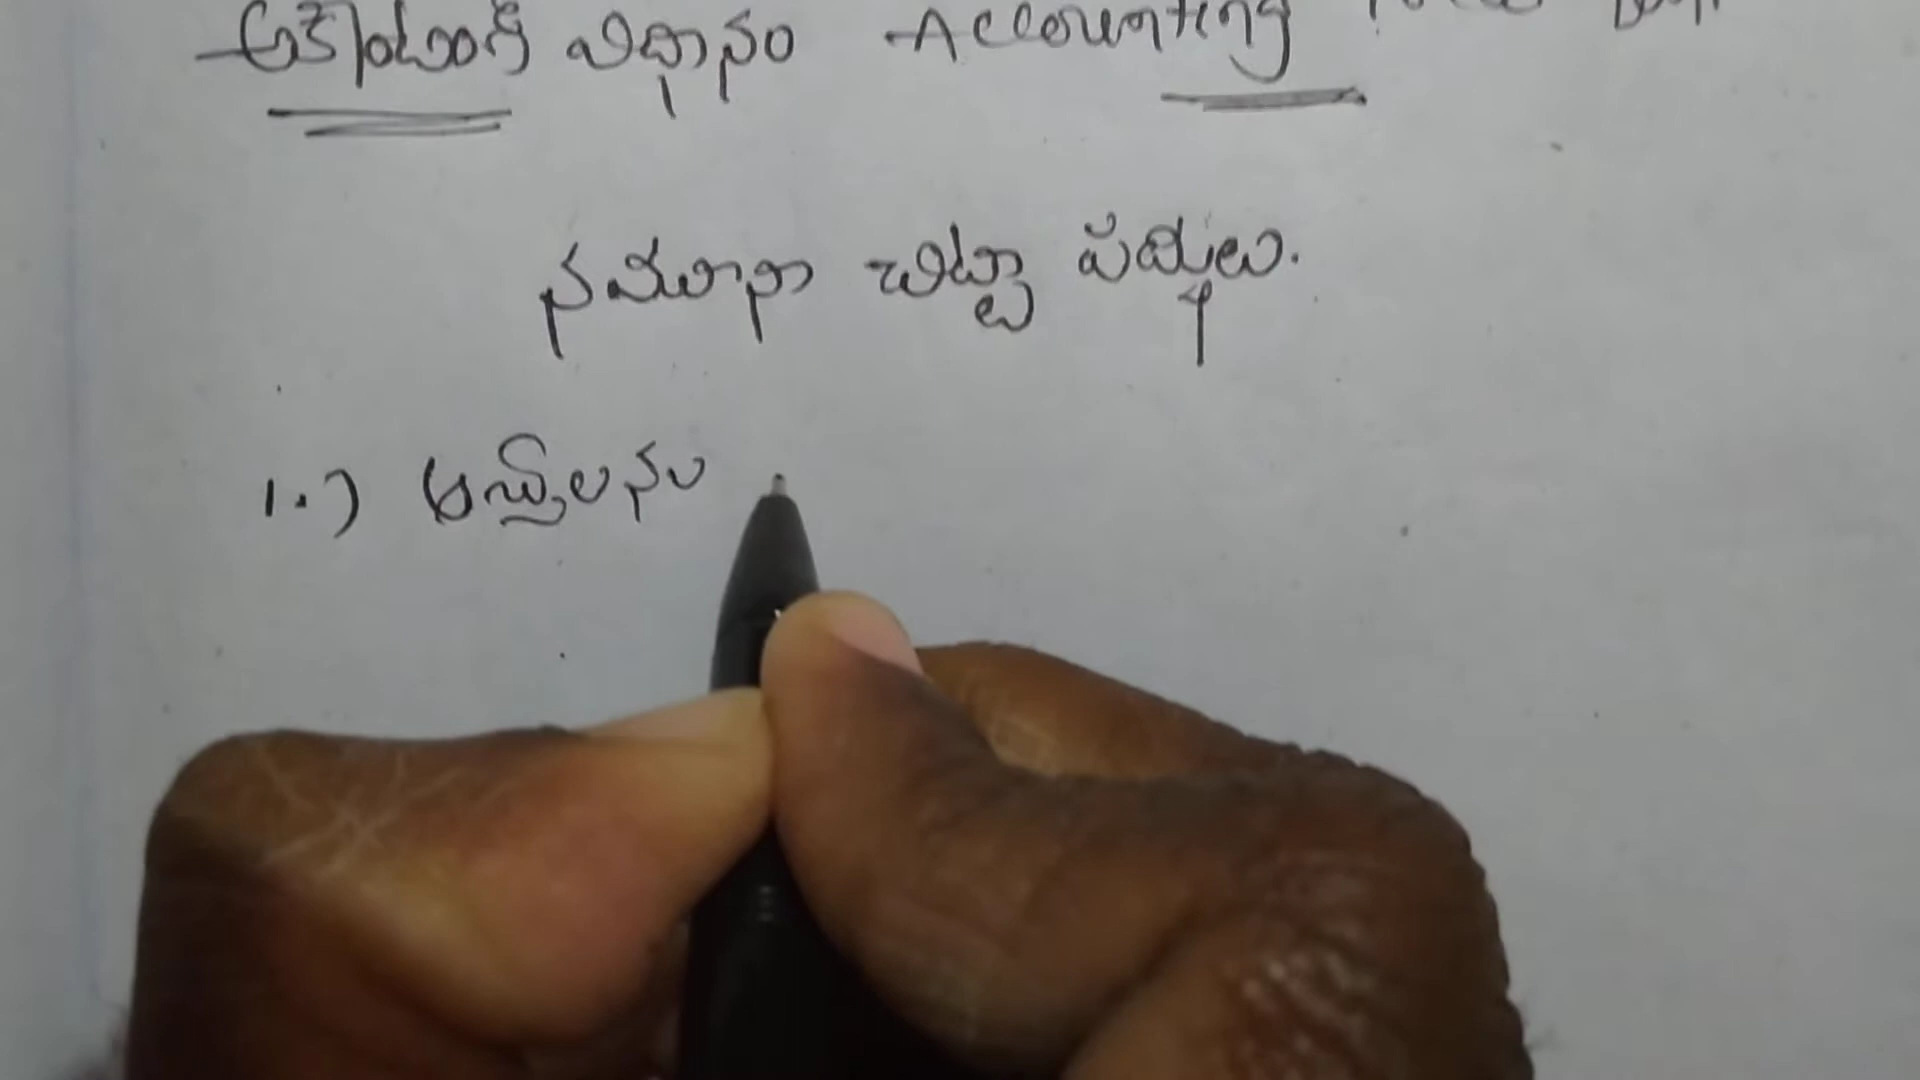 అకౌంటింగ్ విధానం Accounting
నమూనా చిట్టా పద్దులు.
1.) ఆస్తులను